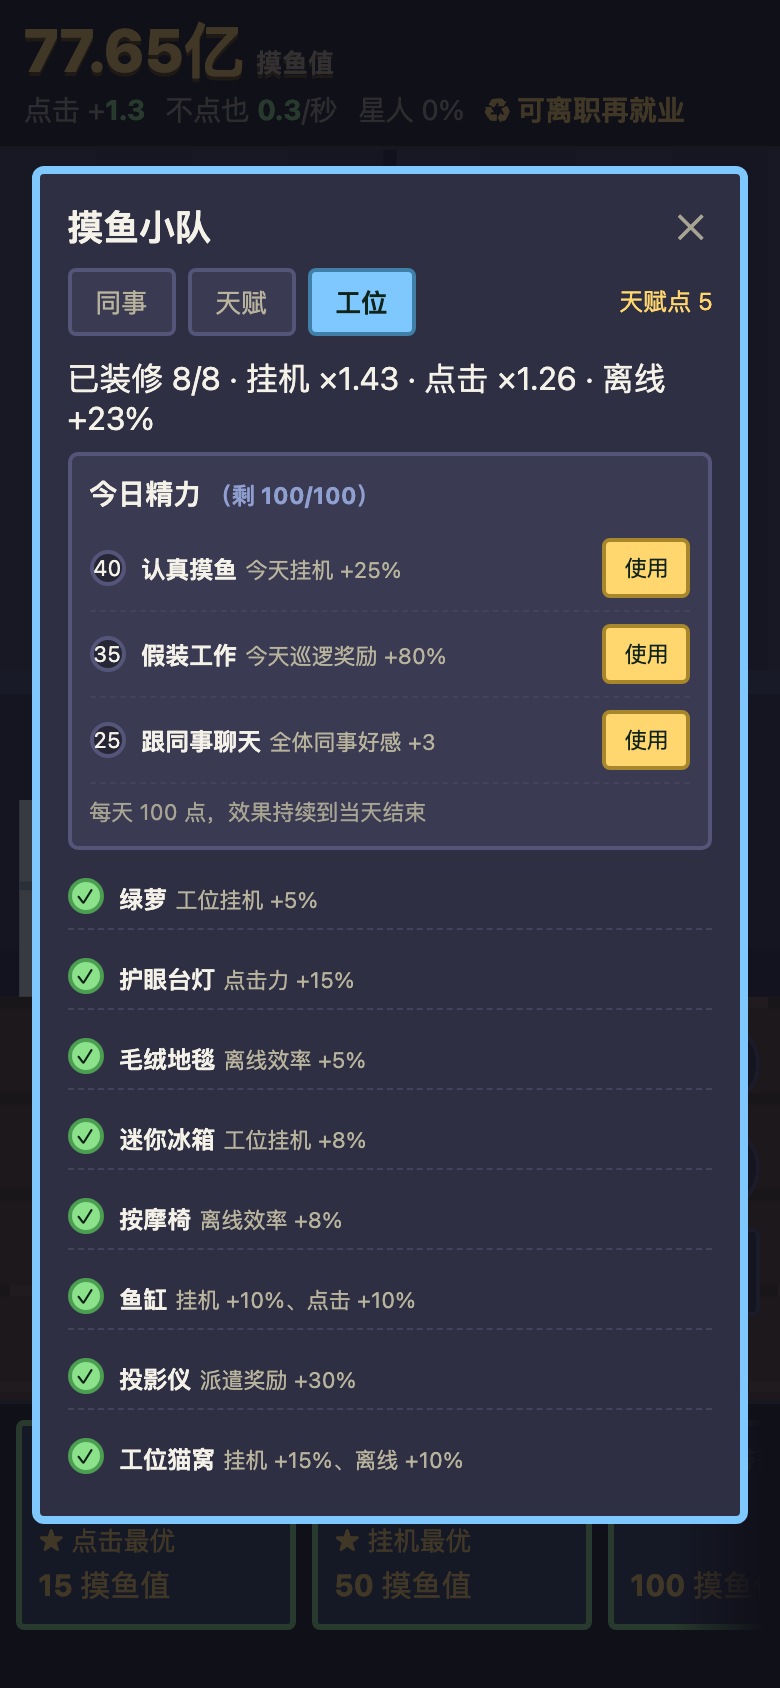 77.65亿 摸鱼值
点击 +1.3 不点也 0.3/秒 星人 0% ♻ 可离职再就业
摸鱼小队
同事 天赋 工位 天赋点 5
已装修 8/8 · 挂机 ×1.43 · 点击 ×1.26 · 离线
+23%
今日精力 （剩 100/100）
40 认真摸鱼 今天挂机 +25% 使用
35 假装工作 今天巡逻奖励 +80% 使用
25 跟同事聊天 全体同事好感 +3 使用
每天 100 点，效果持续到当天结束
绿萝 工位挂机 +5%
护眼台灯 点击力 +15%
毛绒地毯 离线效率 +5%
迷你冰箱 工位挂机 +8%
按摩椅 离线效率 +8%
鱼缸 挂机 +10%、点击 +10%
投影仪 派遣奖励 +30%
工位猫窝 挂机 +15%、离线 +10%
★ 点击最优 ★ 挂机最优
15 摸鱼值 50 摸鱼值 100 摸鱼